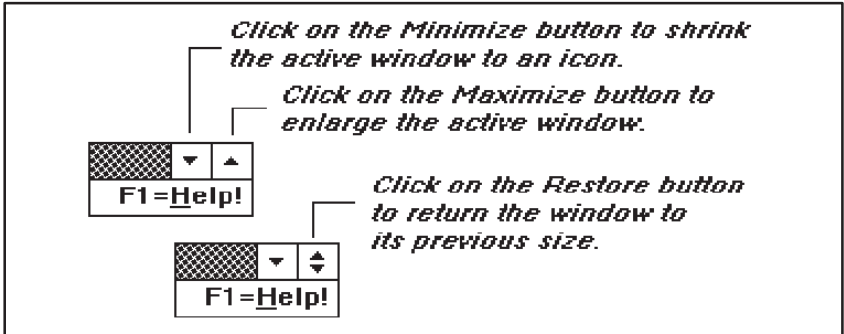 Click on the Minimize button to shrink
the active window to an icon.
Click on the Maximize button to
enlarge the active window.
F1=Help!
Click on the Restore button
to return the window to
its previous size.
F1=Help!